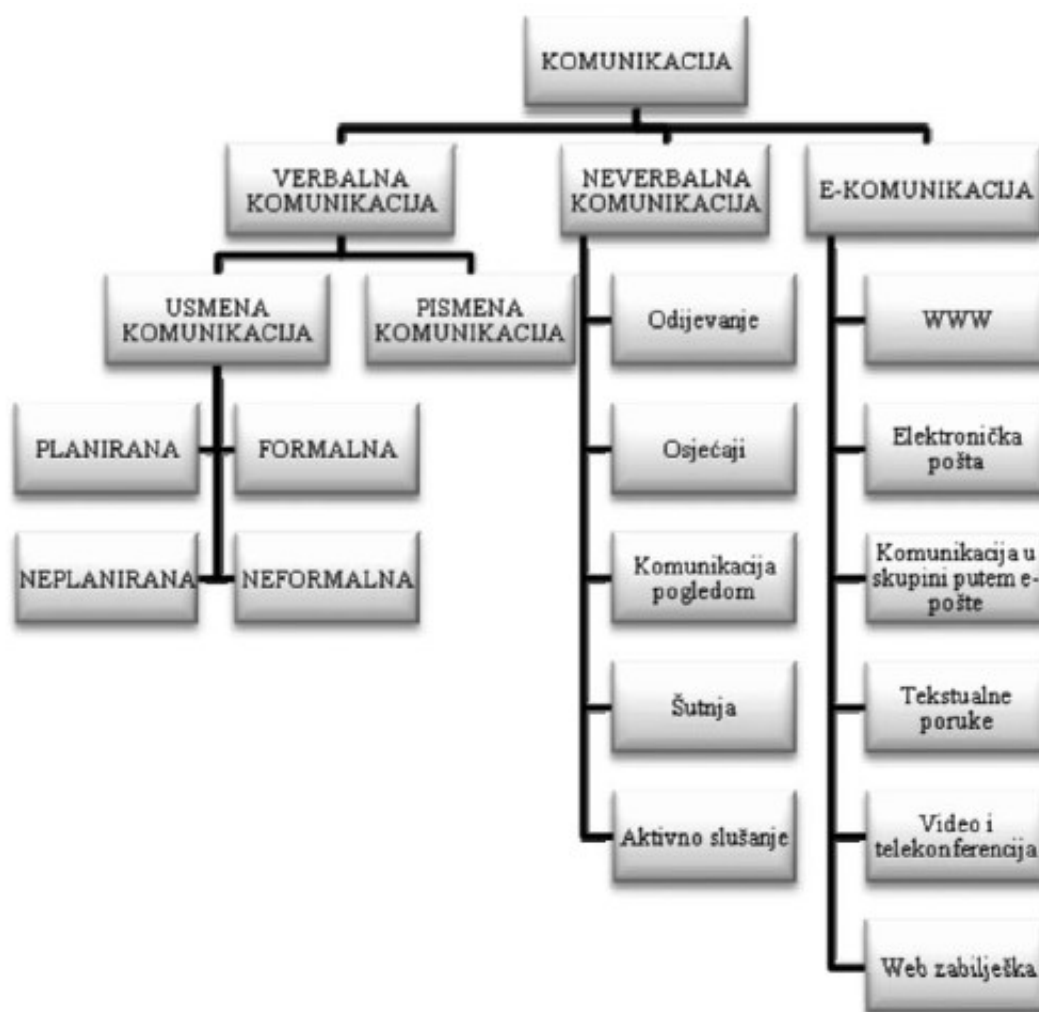 KOMUNIKACIJA
VERBALNA
KOMUNIKACIJA
NEVERBALNA
KOMUNIKACIJA
E-KOMUNIKACIJA
USMENA
KOMUNIKACIJA
PISMENA
KOMUNIKACIJA
PLANIRANA
FORMALNA
NEPLANIRANA
NEFORMALNA
Odijevanje
Osjećaji
Komunikacija
pogledom
Šutnja
Aktivno slušanje
WWW
Elektronička
pošta
Komunikacija u
skupini putem e-
pošte
Tekstualne
poruke
Video i
telekonferencija
Web zabilješka